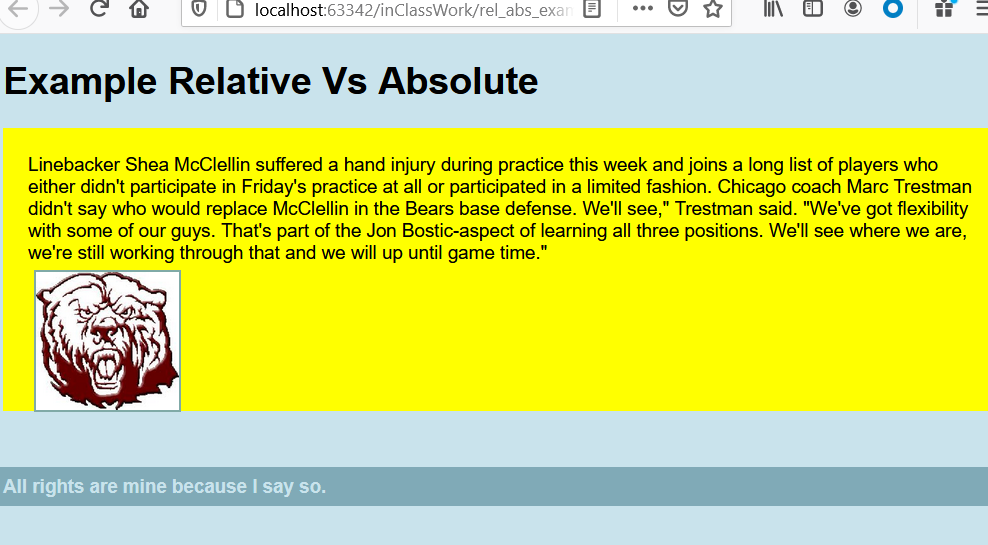 localhost:63342/inClassWork/rel_abs_exam
Example Relative Vs Absolute
Linebacker Shea McClellin suffered a hand injury during practice this week and joins a long list of players who
either didn't participate in Friday's practice at all or participated in a limited fashion. Chicago coach Marc Trestman
didn't say who would replace McClellin in the Bears base defense. We'll see," Trestman said. "We've got flexibility
with some of our guys. That's part of the Jon Bostic-aspect of learning all three positions. We'll see where we are,
we're still working through that and we will up until game time."
All rights are mine because I say so.